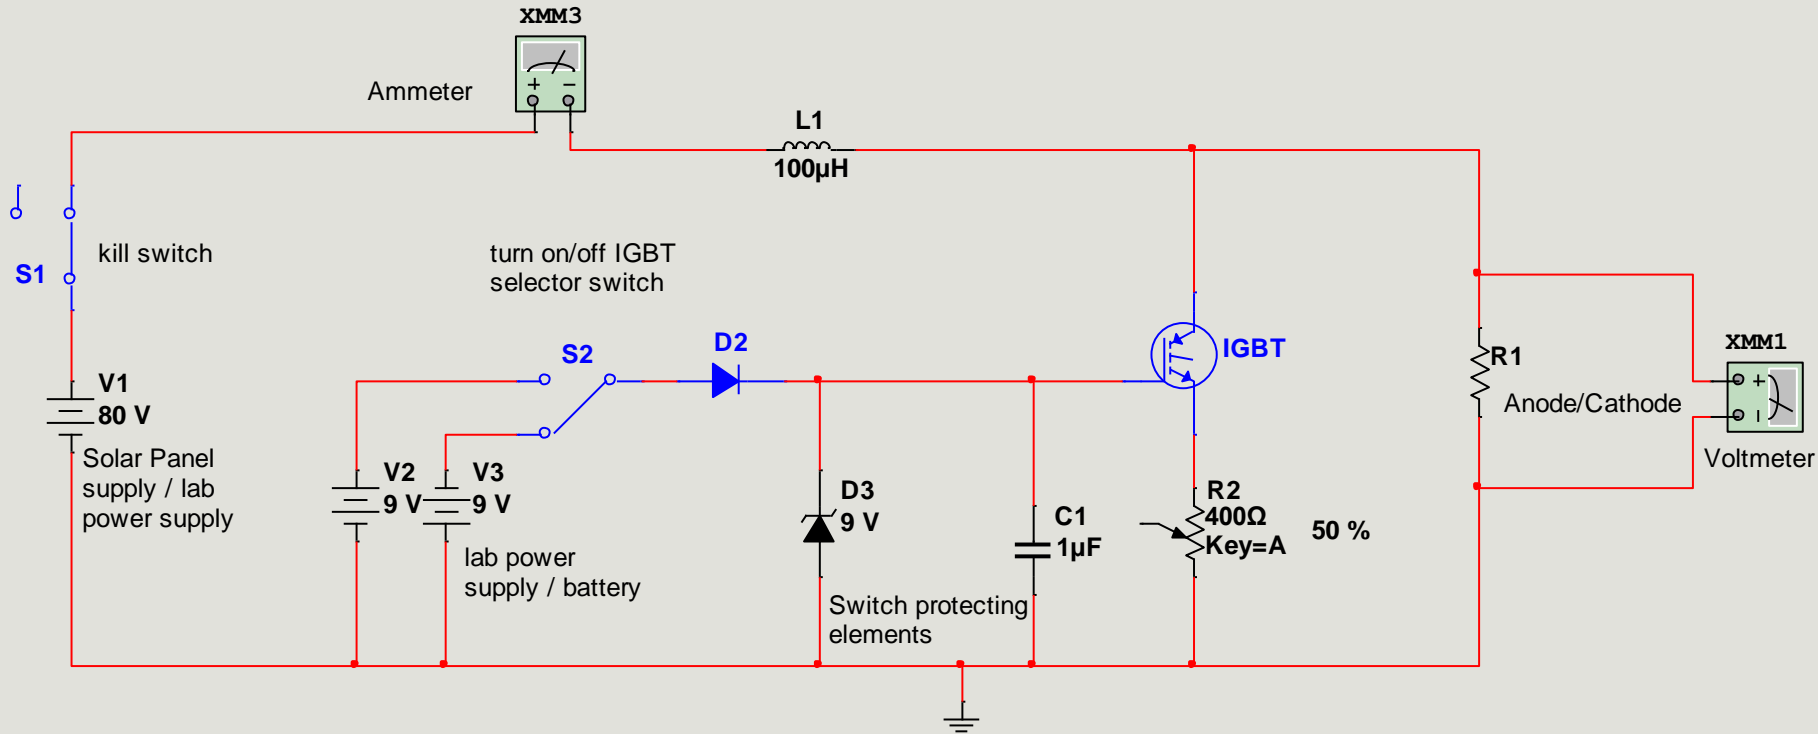 XMM3
Ammeter
L1
100µH
kill switch
S1
turn on/off IGBT
selector switch
S2
D2
IGBT
V1
80 V
Solar Panel
supply / lab
power supply
V2
9 V
V3
9 V
lab power
supply / battery
D3
9 V
Switch protecting
elements
C1
1µF
R2
400Ω
Key=A
50 %
R1
Anode/Cathode
XMM1
Voltmeter